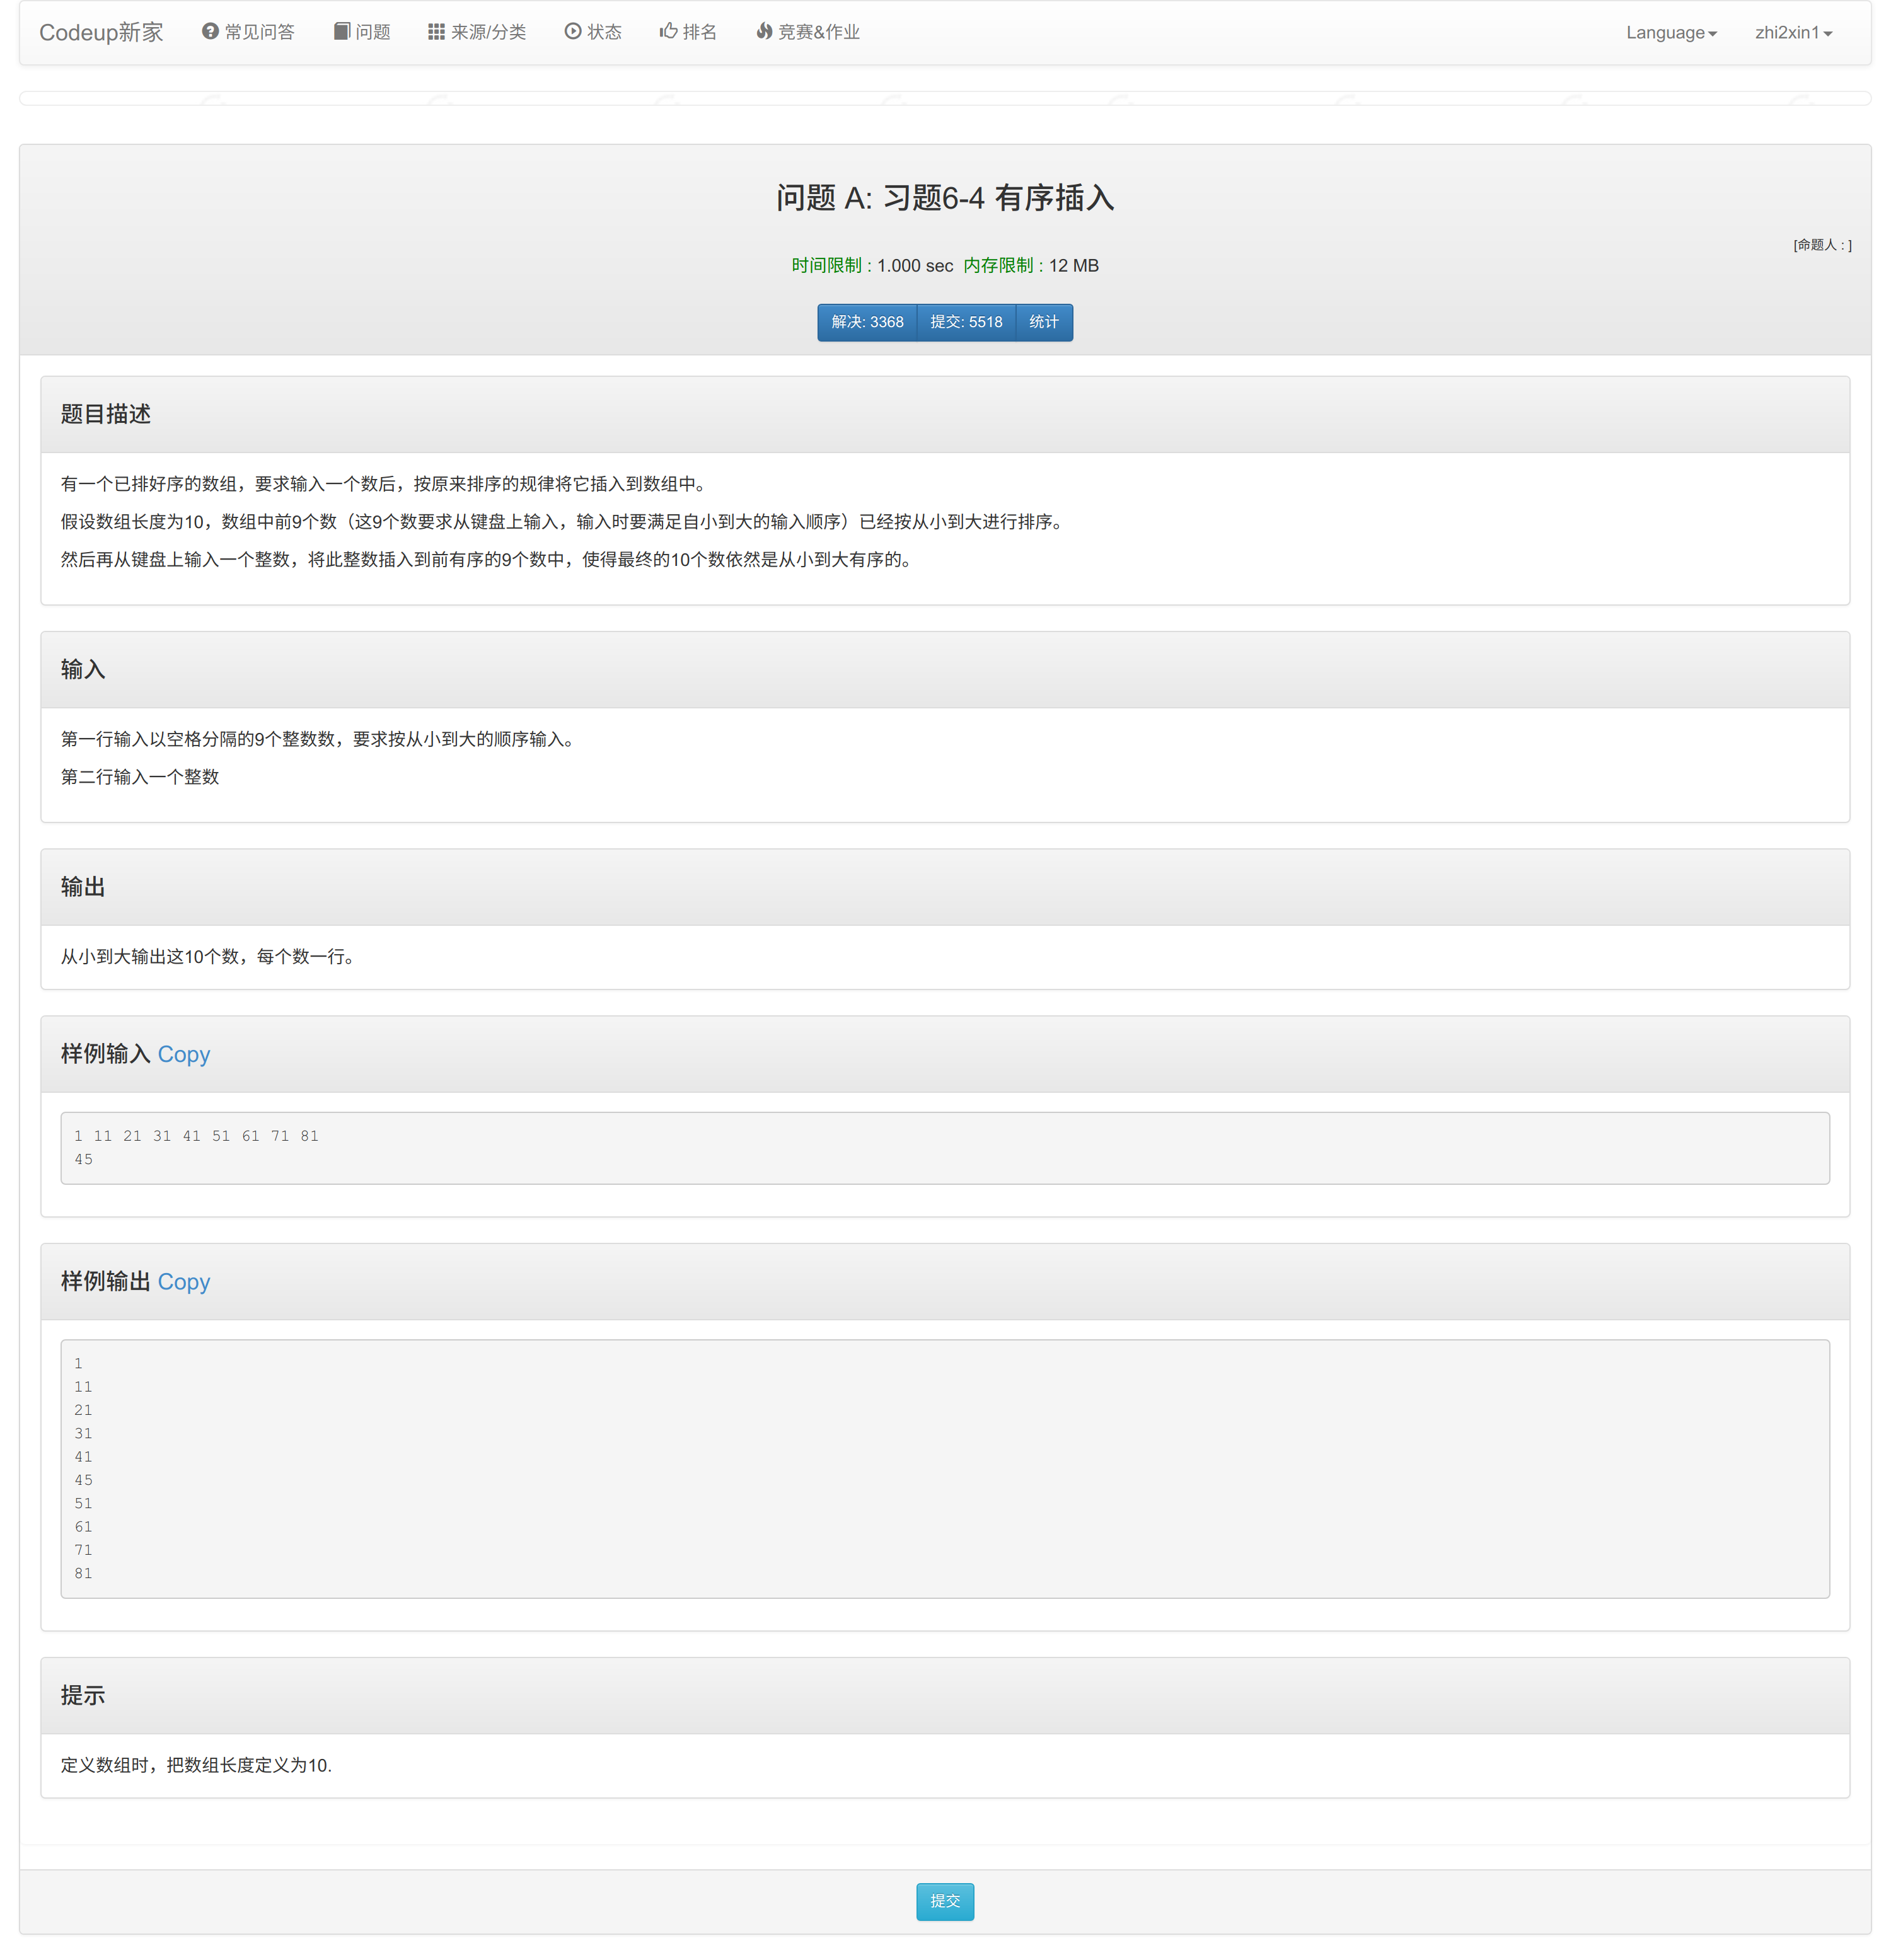 Codeup新家 常见问答 问题 来源/分类 状态 排名 竞赛&作业 Language zhi2xin1
问题 A: 习题6-4 有序插入
[命题人 : ]
时间限制 : 1.000 sec 内存限制 : 12 MB
解决: 3368 提交: 5518 统计
题目描述
有一个已排好序的数组，要求输入一个数后，按原来排序的规律将它插入到数组中。
假设数组长度为10，数组中前9个数（这9个数要求从键盘上输入，输入时要满足自小到大的输入顺序）已经按从小到大进行排序。
然后再从键盘上输入一个整数，将此整数插入到前有序的9个数中，使得最终的10个数依然是从小到大有序的。
输入
第一行输入以空格分隔的9个整数数，要求按从小到大的顺序输入。
第二行输入一个整数
输出
从小到大输出这10个数，每个数一行。
样例输入 Copy
1 11 21 31 41 51 61 71 81
45
样例输出 Copy
1
11
21
31
41
45
51
61
71
81
提示
定义数组时，把数组长度定义为10.
提交